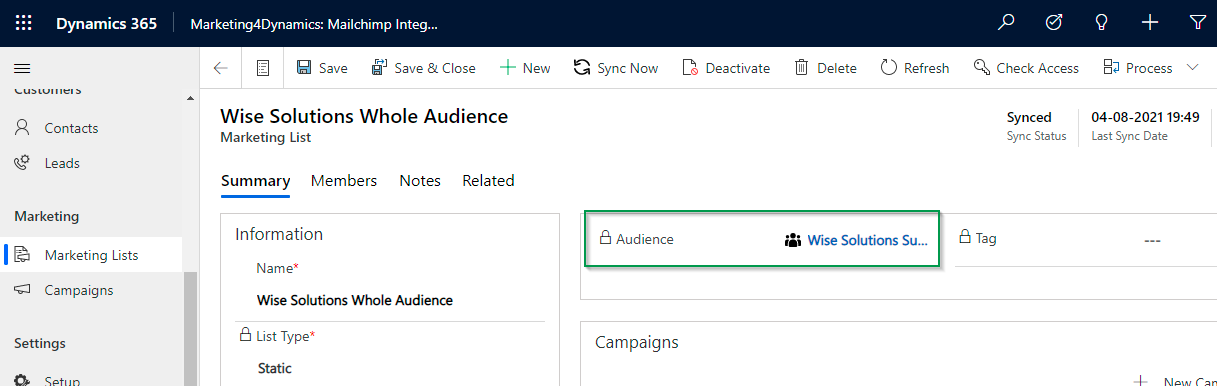 Dynamics 365 Marketing4Dynamics: Mailchimp Integ...
Save Save & Close New Sync Now Deactivate Delete Refresh Check Access Process
Customers
Contacts
Leads
Marketing
Marketing Lists
Campaigns
Settings
Setup
Wise Solutions Whole Audience
Marketing List
Synced
Sync Status
04-08-2021 19:49
Last Sync Date
Summary Members Notes Related
Information
Name*
Wise Solutions Whole Audience
List Type*
Static
Audience Wise Solutions Su...
Tag ---
Campaigns
New Can